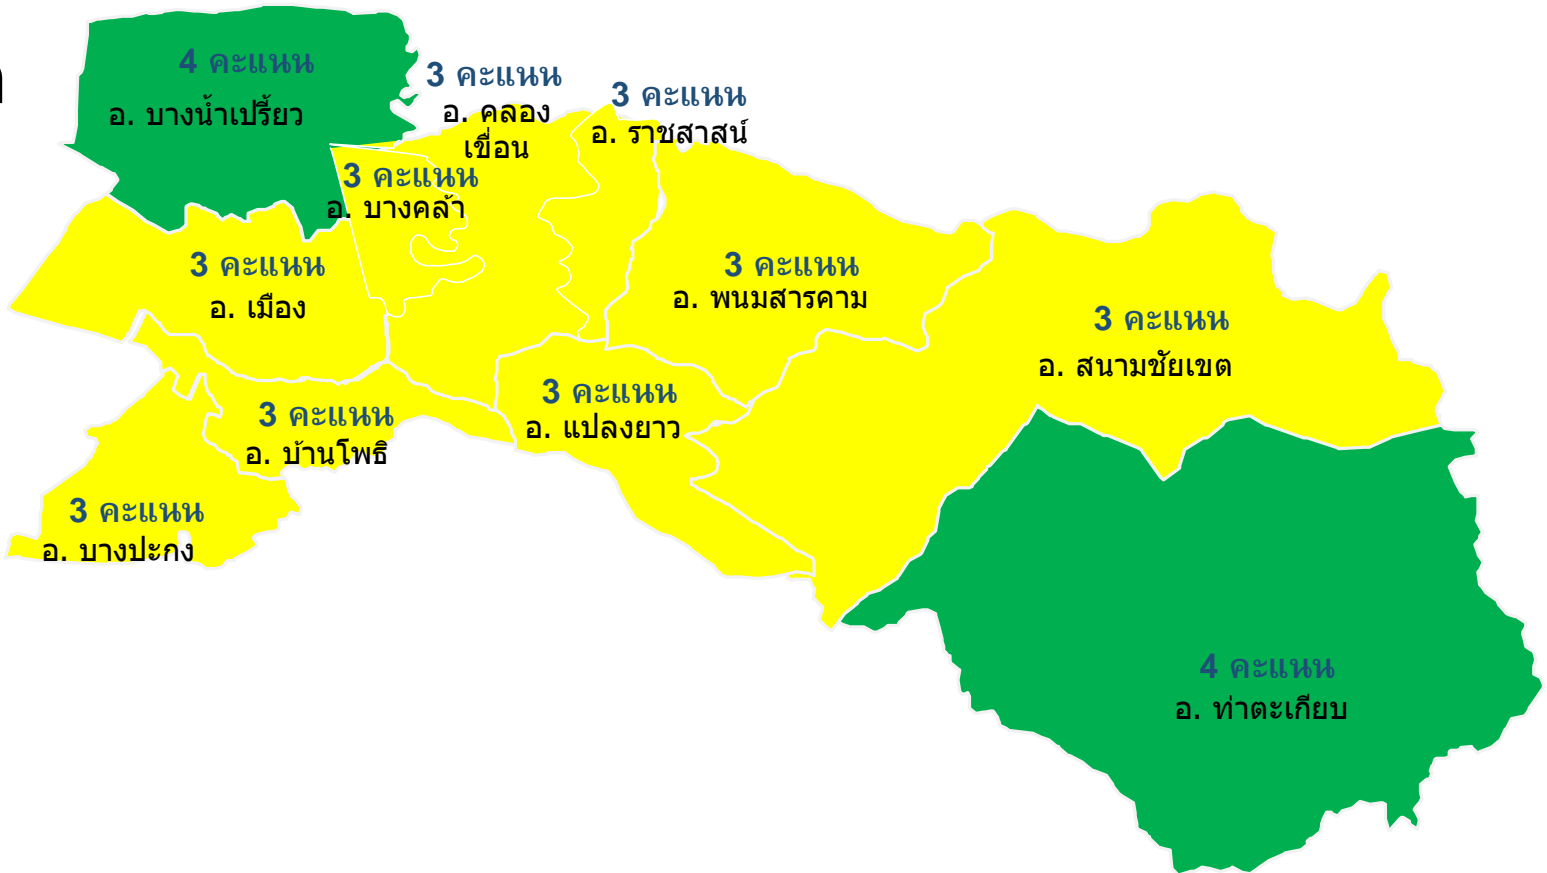 4 คะแนน
อ. บางน้ำเปรี้ยว
3 คะแนน
อ. คลอง
เขื่อน
3 คะแนน
อ. ราชสาสน์
3 คะแนน
อ. บางคล้า
3 คะแนน
อ. เมือง
3 คะแนน
อ. พนมสารคาม
3 คะแนน
อ. สนามชัยเขต
3 คะแนน
อ. แปลงยาว
3 คะแนน
อ. บ้านโพธิ
3 คะแนน
อ. บางปะกง
4 คะแนน
อ. ท่าตะเกียบ